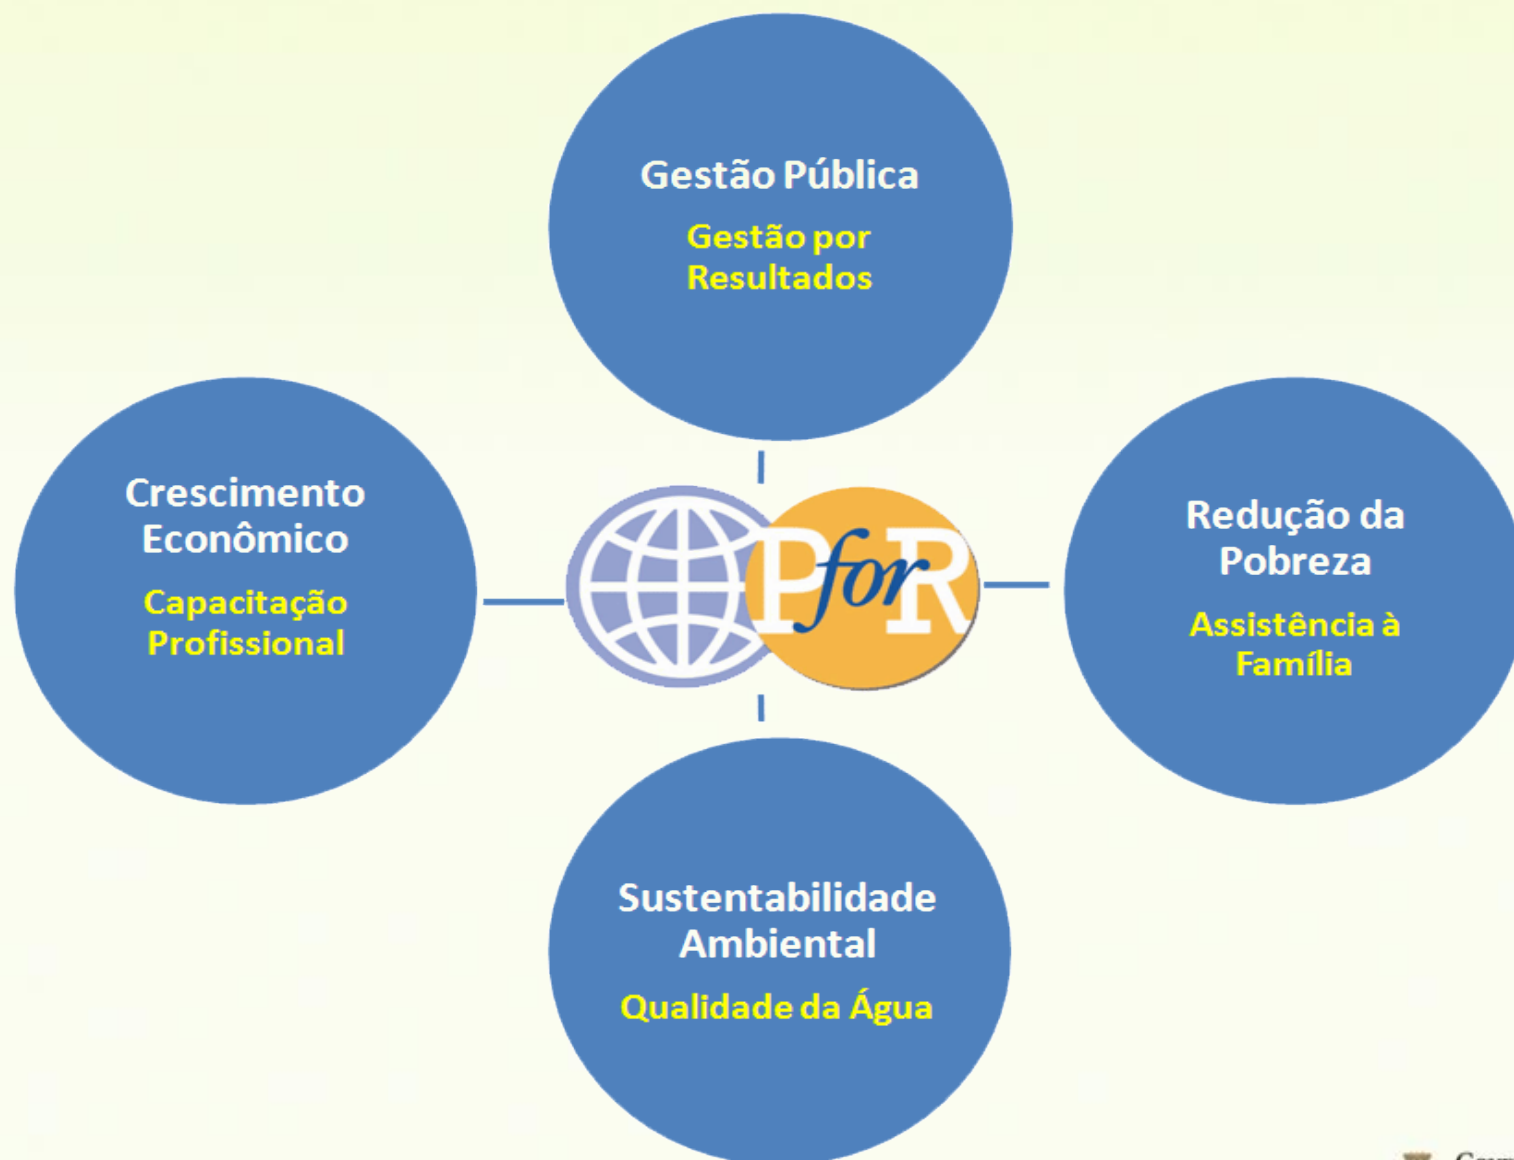 Gestão Pública
Gestão por
Resultados
Crescimento
Econômico
Capacitação
Profissional
PforR
Redução da
Pobreza
Assistência à
Família
Sustentabilidade
Ambiental
Qualidade da Água